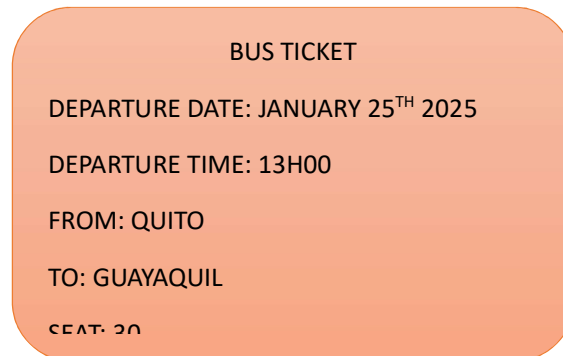 BUS TICKET
DEPARTURE DATE: JANUARY 25TH 2025
DEPARTURE TIME: 13H00
FROM: QUITO
TO: GUAYAQUIL
SEAT: 30